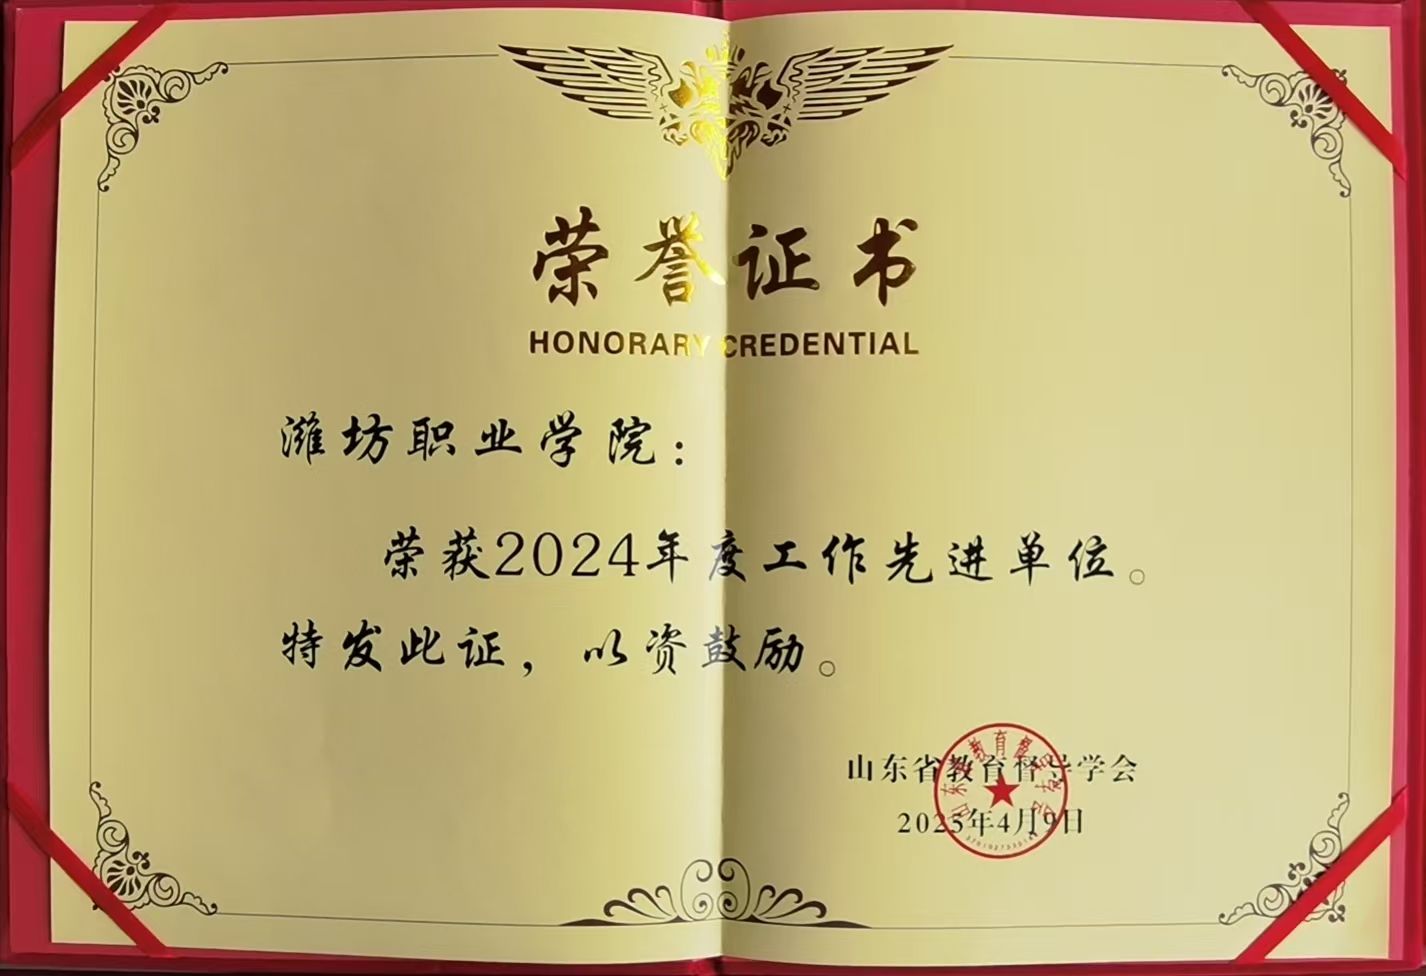 荣誉证书
HONORARY CREDENTIAL
潍坊职业学院：
荣获2024年度工作先进单位。
特发此证，以资鼓励。
山东省教育督导学会
2025年4月9日